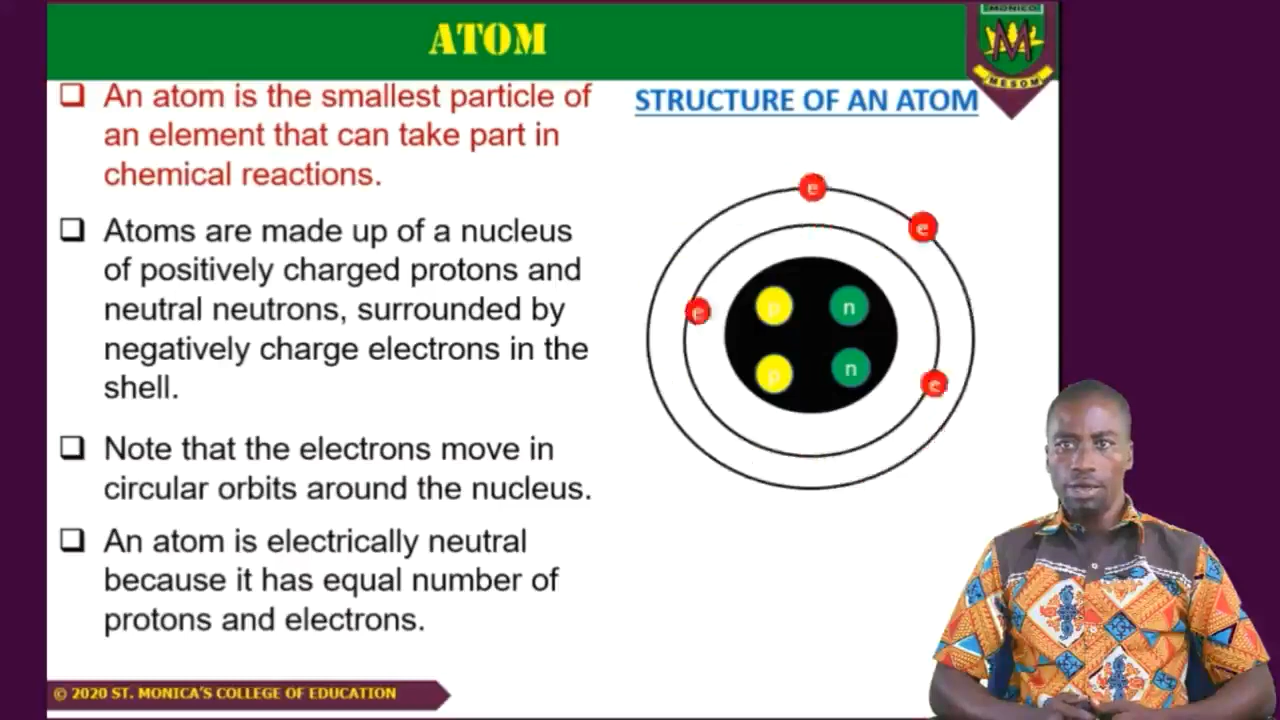 ATOM
MONICO
M
MESOM
An atom is the smallest particle of
an element that can take part in
chemical reactions.
Atoms are made up of a nucleus
of positively charged protons and
neutral neutrons, surrounded by
negatively charge electrons in the
shell.
Note that the electrons move in
circular orbits around the nucleus.
An atom is electrically neutral
because it has equal number of
protons and electrons.
STRUCTURE OF AN ATOM
e
e
e
p
n
p
n
e
© 2020 ST. MONICA'S COLLEGE OF EDUCATION